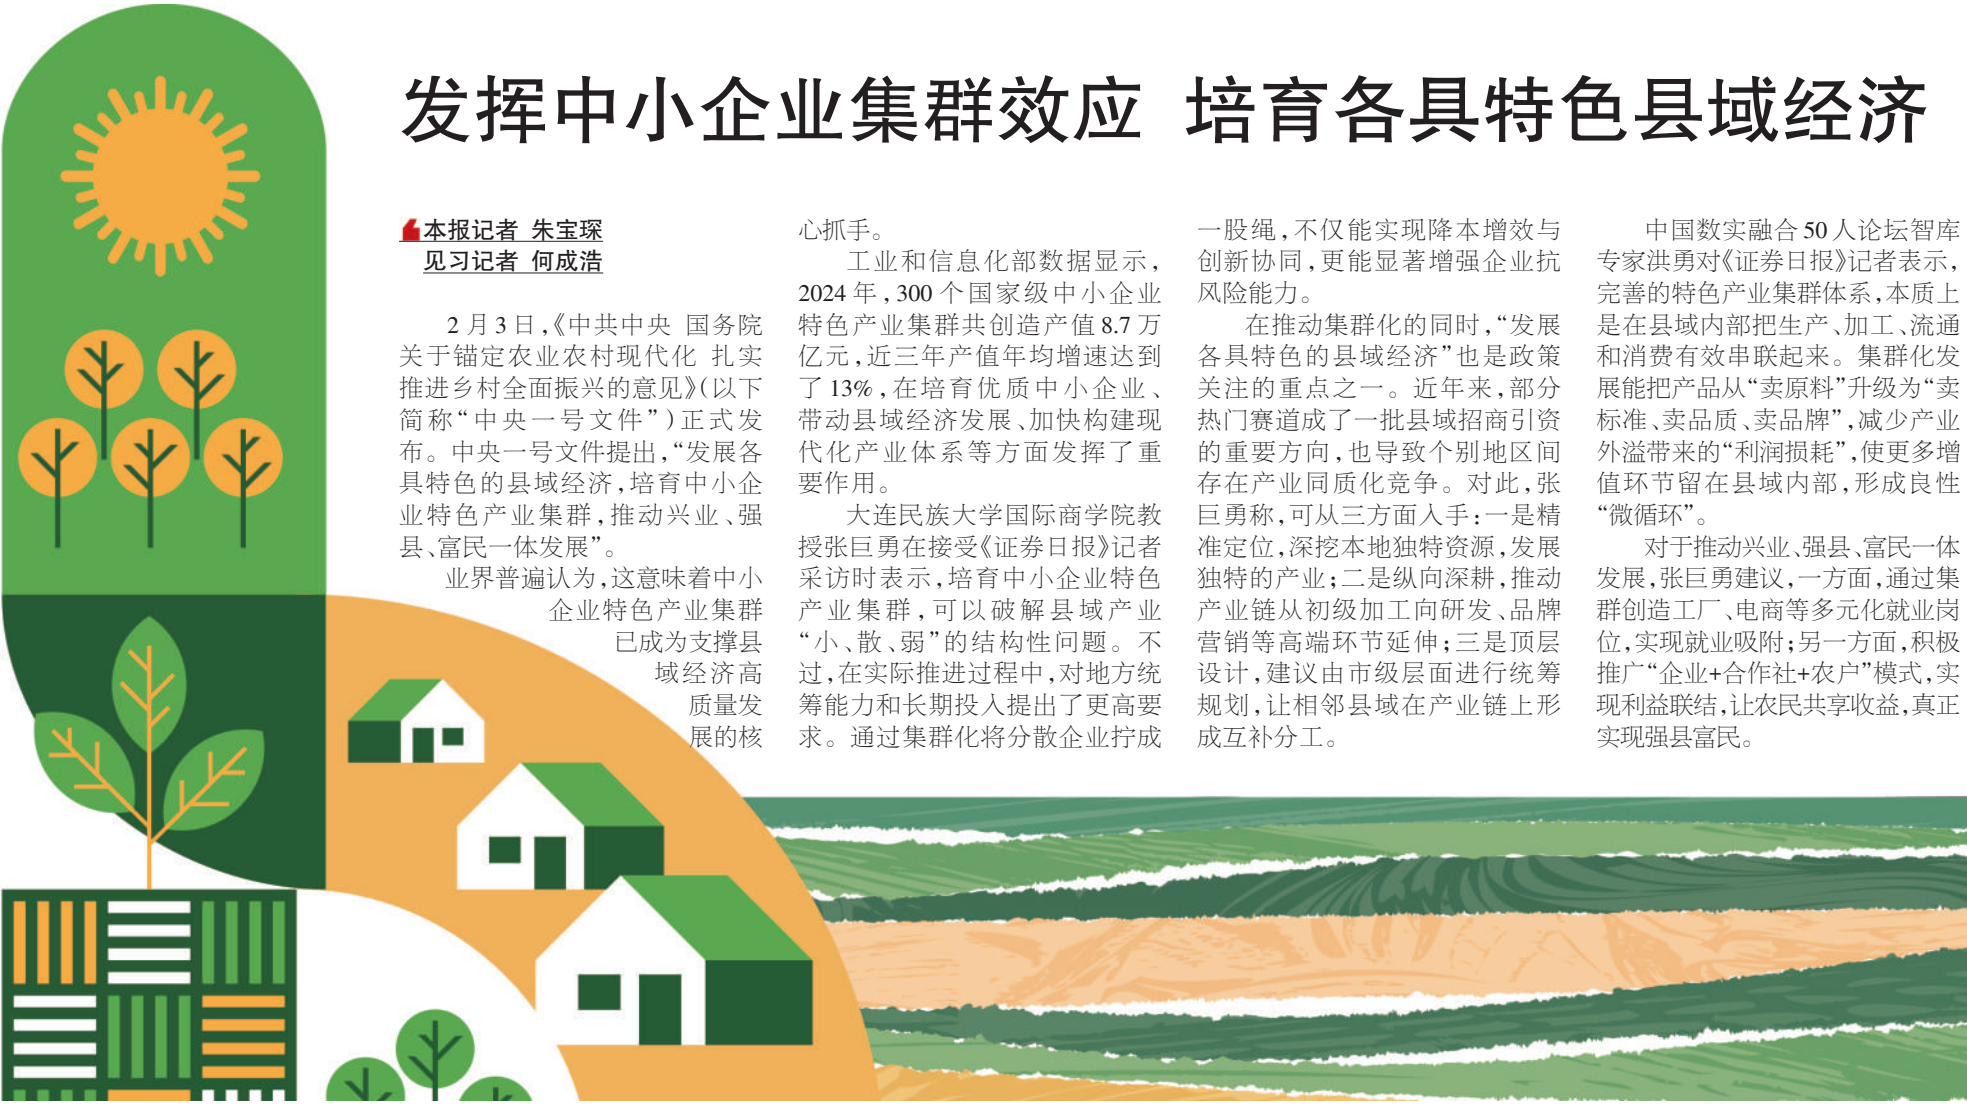 发挥中小企业集群效应 培育各具特色县域经济
本报记者 朱宝琛
见习记者 何成浩
2月3日,《中共中央 国务院
关于锚定农业农村现代化 扎实
推进乡村全面振兴的意见》(以下
简称“中央一号文件”)正式发
布。中央一号文件提出,“发展各
具特色的县域经济,培育中小企
业特色产业集群,推动兴业、强
县、富民一体发展”。
业界普遍认为,这意味着中小
企业特色产业集群
已成为支撑县
域经济高
质量发
展的核
心抓手。
工业和信息化部数据显示,
2024年,300个国家级中小企业
特色产业集群共创造产值8.7万
亿元,近三年产值年均增速达到
了13%,在培育优质中小企业、
带动县域经济发展、加快构建现
代化产业体系等方面发挥了重
要作用。
大连民族大学国际商学院教
授张巨勇在接受《证券日报》记者
采访时表示,培育中小企业特色
产业集群,可以破解县域产业
“小、散、弱”的结构性问题。不
过,在实际推进过程中,对地方统
筹能力和长期投入提出了更高要
求。通过集群化将分散企业拧成
一股绳,不仅能实现降本增效与
创新协同,更能显著增强企业抗
风险能力。
在推动集群化的同时,“发展
各具特色的县域经济”也是政策
关注的重点之一。近年来,部分
热门赛道成了一批县域招商引资
的重要方向,也导致个别地区间
存在产业同质化竞争。对此,张
巨勇称,可从三方面入手:一是精
准定位,深挖本地独特资源,发展
独特的产业;二是纵向深耕,推动
产业链从初级加工向研发、品牌
营销等高端环节延伸;三是顶层
设计,建议由市级层面进行统筹
规划,让相邻县域在产业链上形
成互补分工。
中国数实融合50人论坛智库
专家洪勇对《证券日报》记者表示,
完善的特色产业集群体系,本质上
是在县域内部把生产、加工、流通
和消费有效串联起来。集群化发
展能把产品从“卖原料”升级为“卖
标准、卖品质、卖品牌”,减少产业
外溢带来的“利润损耗”,使更多增
值环节留在县域内部,形成良性
“微循环”。
对于推动兴业、强县、富民一体
发展,张巨勇建议,一方面,通过集
群创造工厂、电商等多元化就业岗
位,实现就业吸附;另一方面,积极
推广“企业+合作社+农户”模式,实
现利益联结,让农民共享收益,真正
实现强县富民。